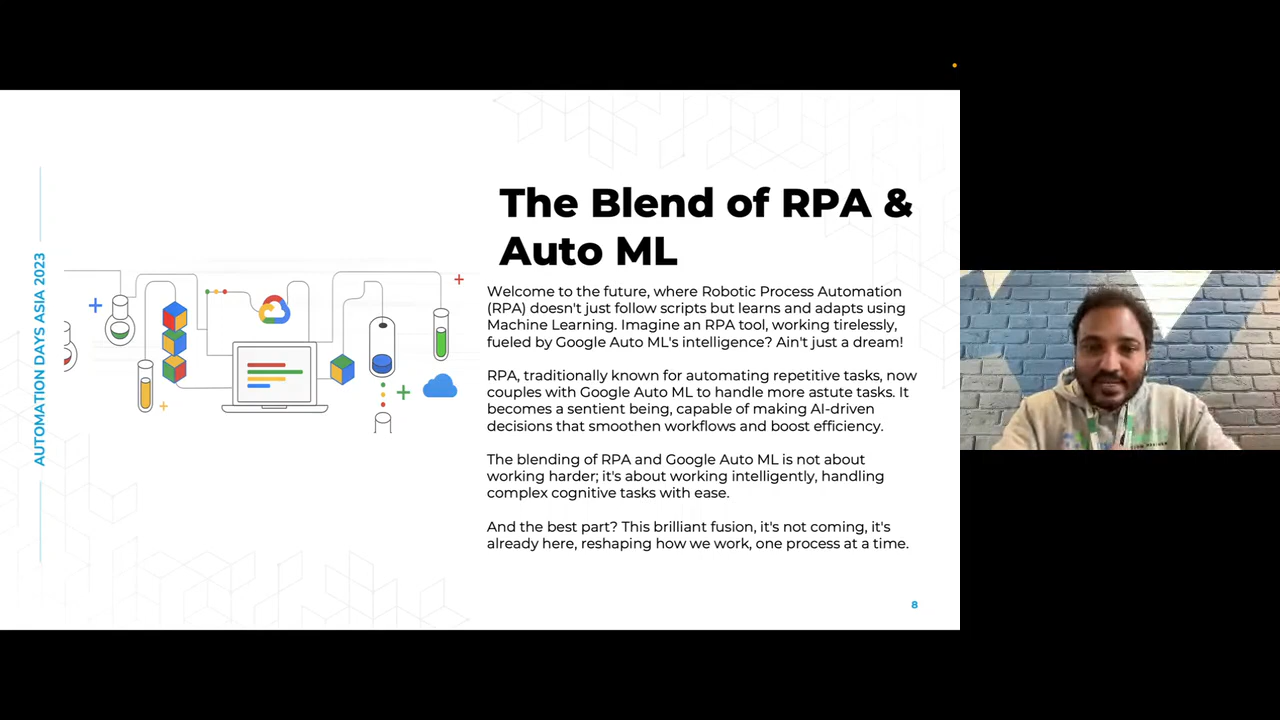 AUTOMATION DAYS ASIA 2023
The Blend of RPA &
Auto ML
Welcome to the future, where Robotic Process Automation
(RPA) doesn't just follow scripts but learns and adapts using
Machine Learning. Imagine an RPA tool, working tirelessly,
fueled by Google Auto ML's intelligence? Ain't just a dream!
RPA, traditionally known for automating repetitive tasks, now
couples with Google Auto ML to handle more astute tasks. It
becomes a sentient being, capable of making AI-driven
decisions that smoothen workflows and boost efficiency.
The blending of RPA and Google Auto ML is not about
working harder; it's about working intelligently, handling
complex cognitive tasks with ease.
And the best part? This brilliant fusion, it's not coming, it's
already here, reshaping how we work, one process at a time.
8